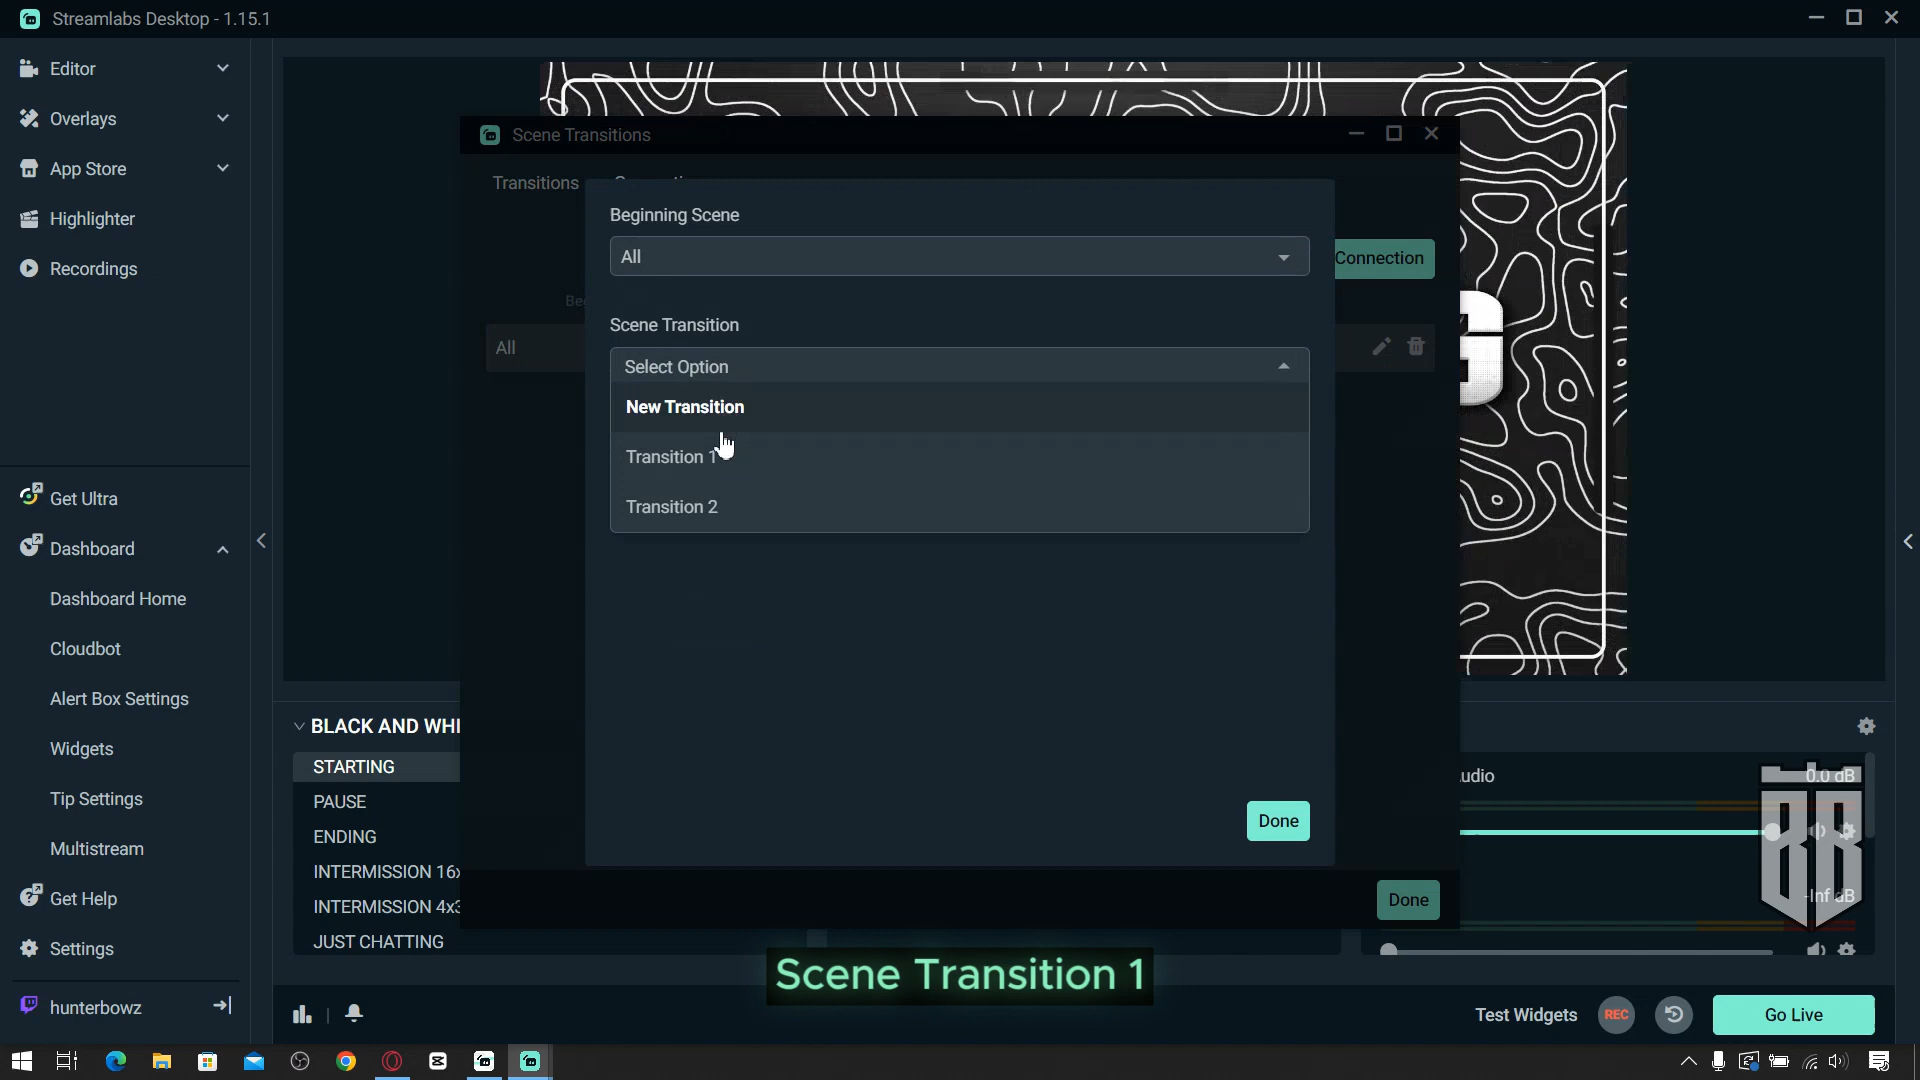 Streamlabs Desktop - 1.15.1
Editor
Overlays
App Store
Highlighter
Recordings
Get Ultra
Dashboard
Dashboard Home
Cloudbot
Alert Box Settings
Widgets
Tip Settings
Multistream
Get Help
Settings
hunterbowz
Scene Transitions
Transitions
Beginning Scene
All
Connection
Scene Transition
All
Select Option
New Transition
Transition 1
Transition 2
Done
Done
BLACK AND WHI
STARTING
PAUSE
ENDING
INTERMISSION 16x
INTERMISSION 4x3
JUST CHATTING
udio
0.0 dB
-Inf dB
Scene Transition 1
Test Widgets
REC
Go Live